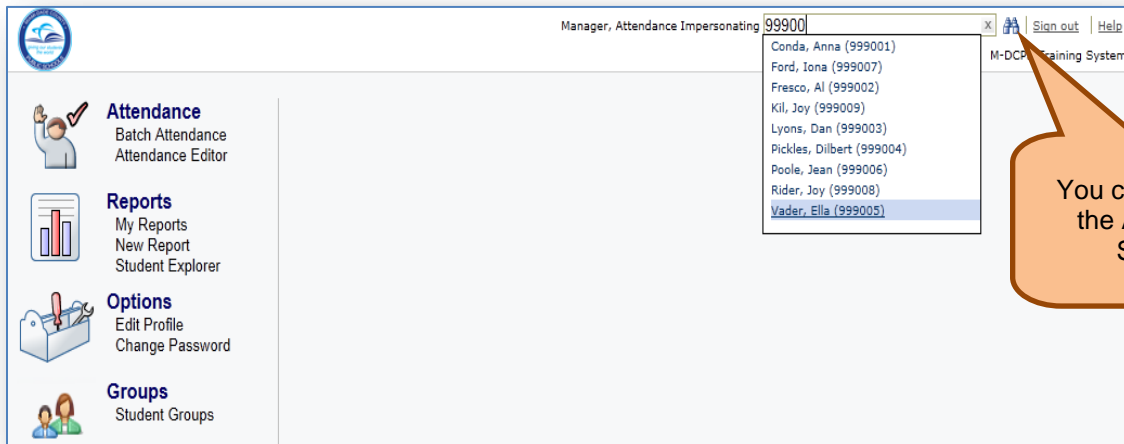 Manager, Attendance Impersonating 99900 x Sign out Help
M-DCP Training System
Conda, Anna (999001)
Ford, Iona (999007)
Fresco, Al (999002)
Kil, Joy (999009)
Lyons, Dan (999003)
Pickles, Dilbert (999004)
Poole, Jean (999006)
Rider, Joy (999008)
Vader, Ella (999005)
Attendance
Batch Attendance
Attendance Editor
Reports
My Reports
New Report
Student Explorer
Options
Edit Profile
Change Password
Groups
Student Groups
You c
the
S